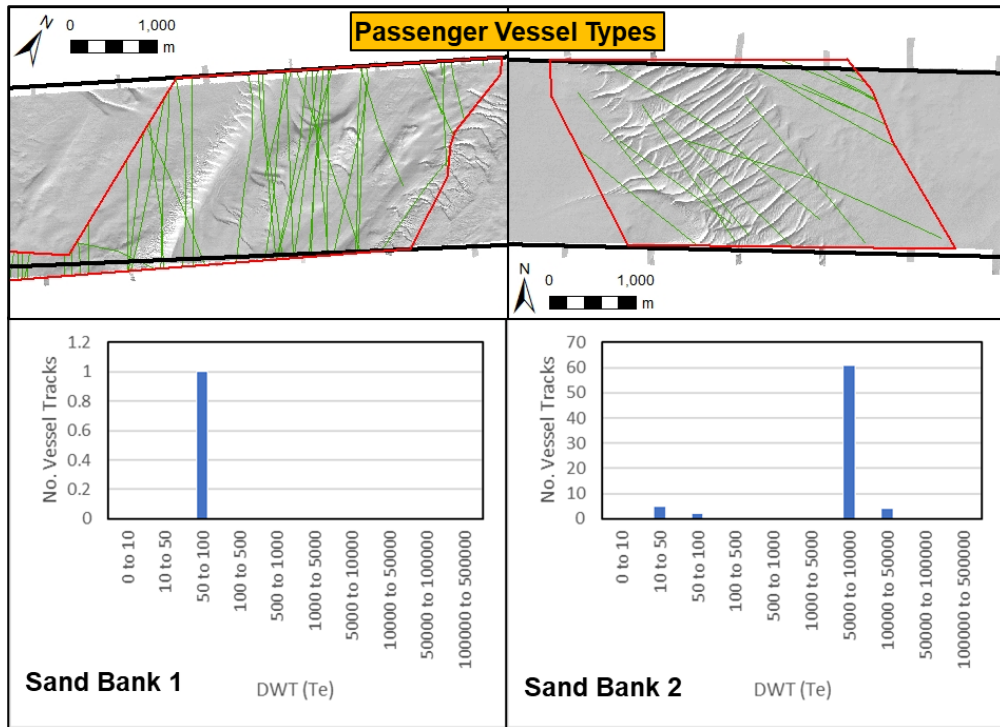 Passenger Vessel Types
N
0 1,000
m
N
0 1,000
m
No. Vessel Tracks
1.2
1
0.8
0.6
0.4
0.2
0
0 to 10
10 to 50
50 to 100
100 to 500
500 to 1000
1000 to 5000
5000 to 10000
10000 to 50000
50000 to 100000
100000 to 500000
Sand Bank 1
DWT (Te)
No. Vessel Tracks
70
60
50
40
30
20
10
0
0 to 10
10 to 50
50 to 100
100 to 500
500 to 1000
1000 to 5000
5000 to 10000
10000 to 50000
50000 to 100000
100000 to 500000
Sand Bank 2
DWT (Te)